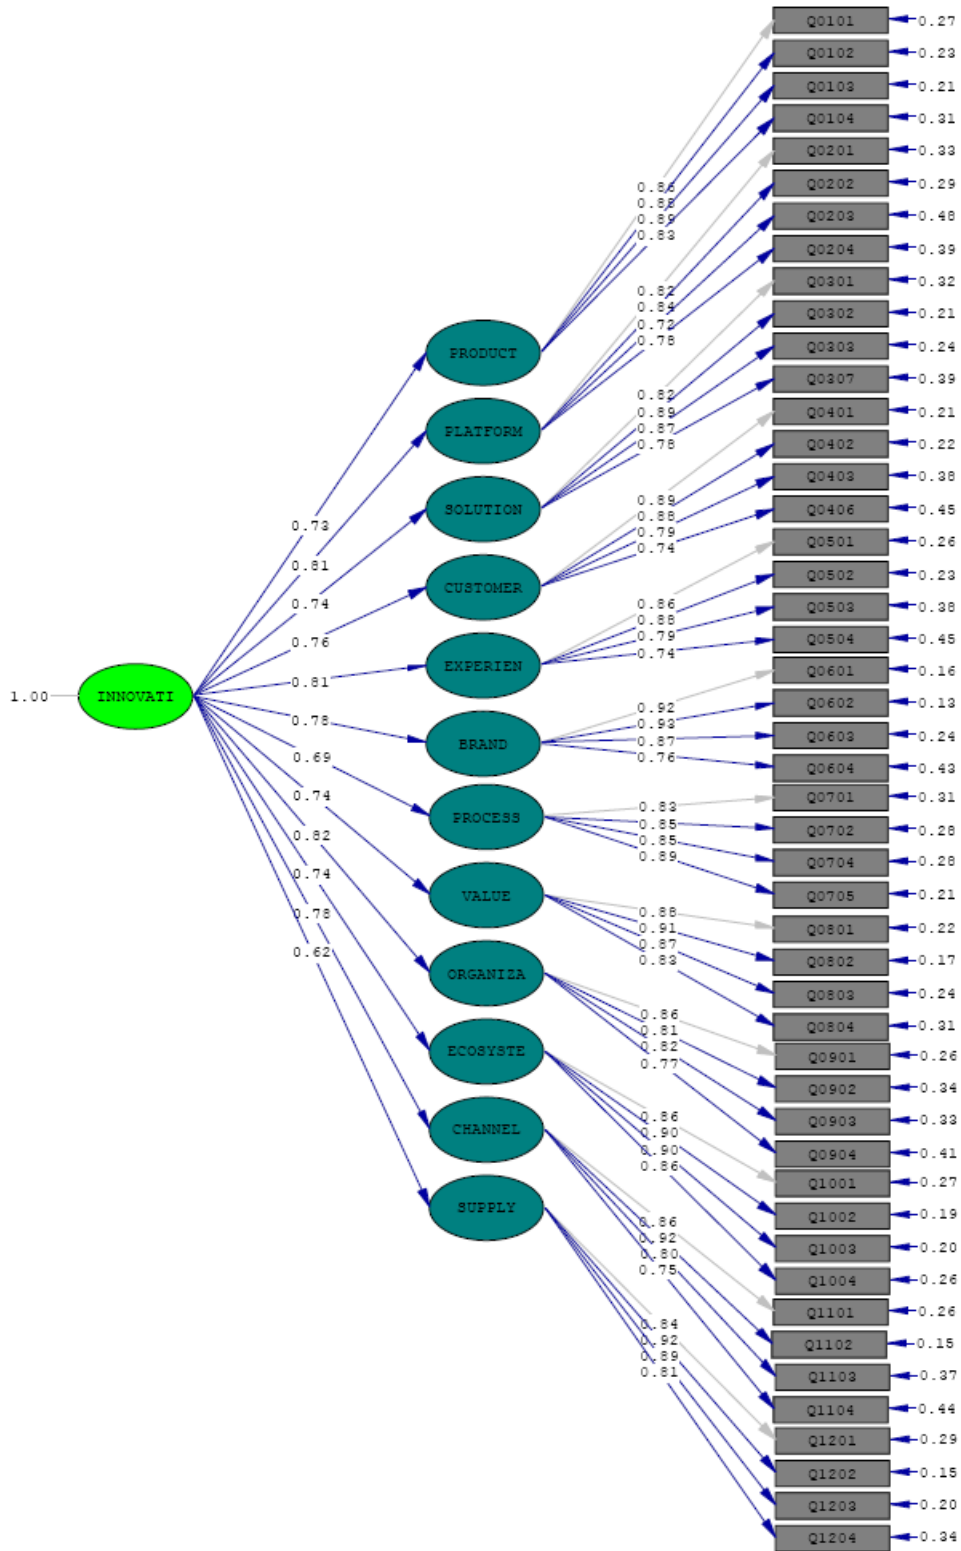 Q0101 0.27
Q0102 0.23
Q0103 0.21
Q0104 0.31
Q0201 0.33
Q0202 0.29
Q0203 0.48
Q0204 0.39
Q0301 0.32
Q0302 0.21
Q0303 0.24
Q0307 0.39
Q0401 0.21
Q0402 0.22
Q0403 0.38
Q0406 0.45
Q0501 0.26
Q0502 0.23
Q0503 0.38
Q0504 0.45
Q0601 0.16
Q0602 0.13
Q0603 0.24
Q0604 0.43
Q0701 0.31
Q0702 0.28
Q0704 0.28
Q0705 0.21
Q0801 0.22
Q0802 0.17
Q0803 0.24
Q0804 0.31
Q0901 0.26
Q0902 0.34
Q0903 0.33
Q0904 0.41
Q1001 0.27
Q1002 0.19
Q1003 0.20
Q1004 0.26
Q1101 0.26
Q1102 0.15
Q1103 0.37
Q1104 0.44
Q1201 0.29
Q1202 0.15
Q1203 0.20
Q1204 0.34
0.86
0.88
0.89
0.83
0.82
0.84
0.72
0.78
0.82
0.89
0.87
0.78
0.89
0.88
0.79
0.74
0.86
0.88
0.79
0.74
0.92
0.93
0.87
0.76
0.83
0.85
0.85
0.89
0.88
0.91
0.87
0.83
0.86
0.81
0.82
0.77
0.86
0.90
0.90
0.86
0.86
0.92
0.80
0.75
0.84
0.92
0.89
0.81
PRODUCT
PLATFORM
SOLUTION
CUSTOMER
EXPERIEN
BRAND
PROCESS
VALUE
ORGANIZA
ECOSYSTE
CHANNEL
SUPPLY
0.73
0.81
0.74
0.76
0.81
0.78
0.69
0.74
0.82
0.74
0.78
0.62
1.00 INNOVATI